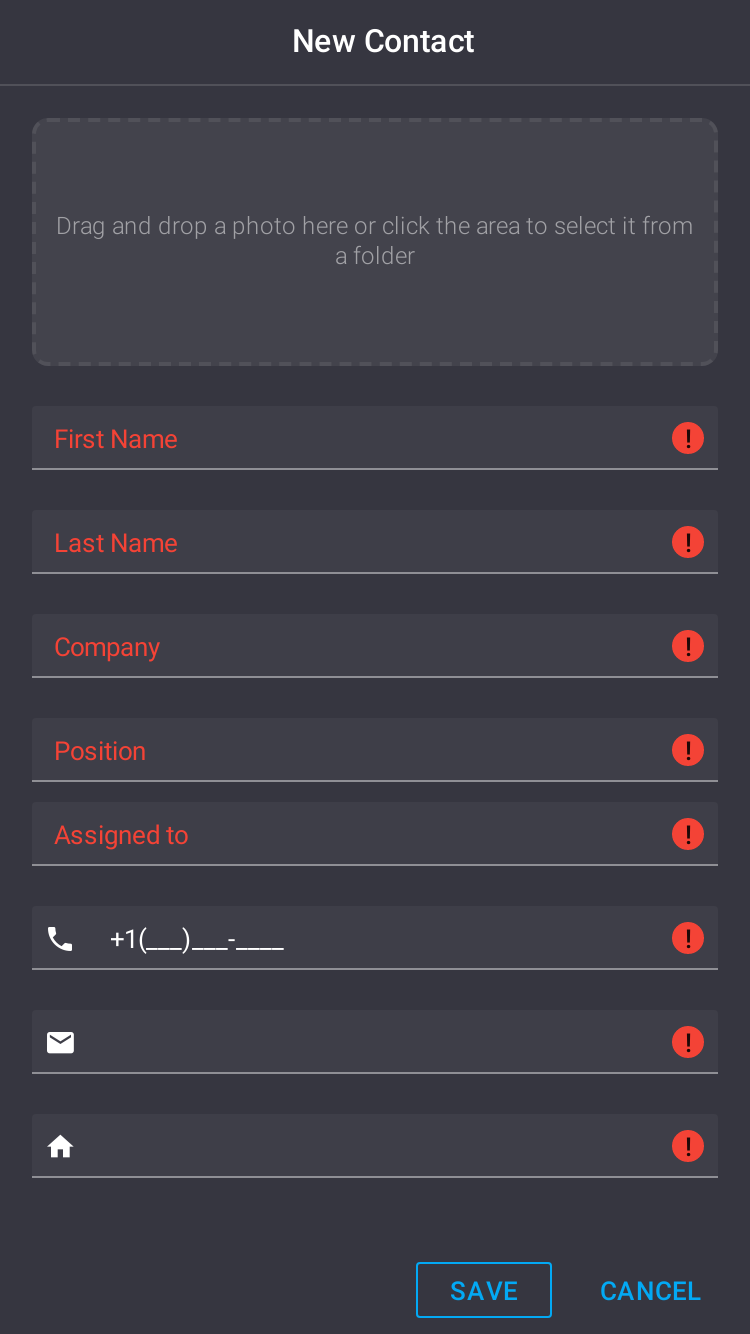 New Contact
Drag and drop a photo here or click the area to select it from
a folder
First Name
Last Name
Company
Position
Assigned to
+1(___)___-____
SAVE
CANCEL